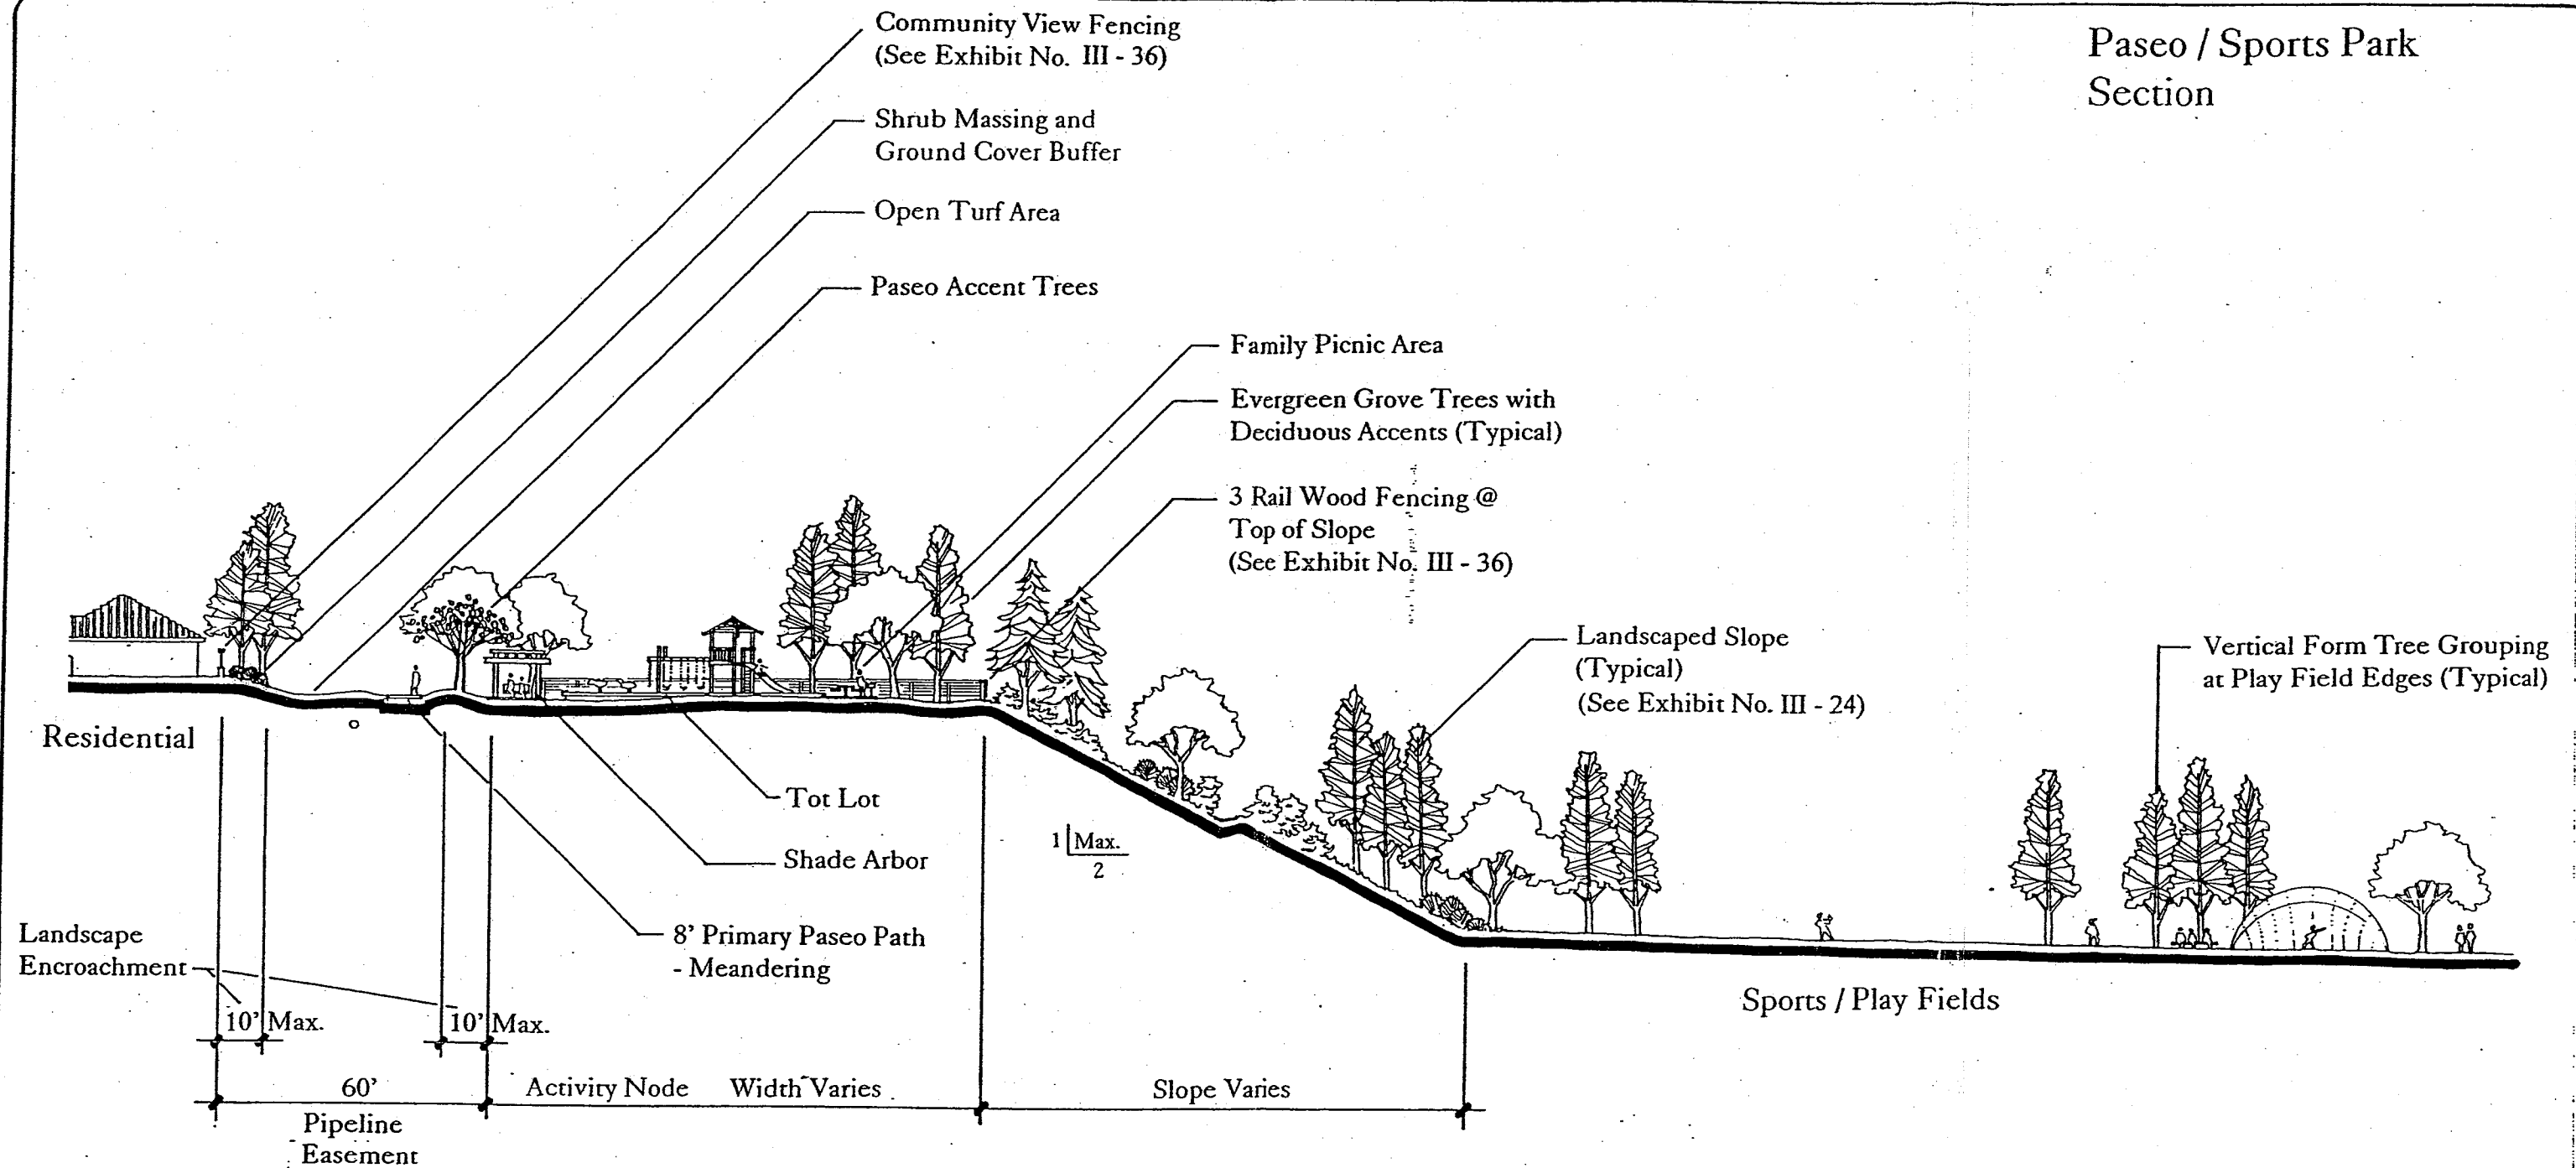 Paseo / Sports Park
Section
Community View Fencing
(See Exhibit No. III - 36)
Shrub Massing and
Ground Cover Buffer
Open Turf Area
Paseo Accent Trees
Family Picnic Area
Evergreen Grove Trees with
Deciduous Accents (Typical)
3 Rail Wood Fencing @
Top of Slope
(See Exhibit No. III - 36)
Landscaped Slope
(Typical)
(See Exhibit No. III - 24)
Vertical Form Tree Grouping
at Play Field Edges (Typical)
Residential
Tot Lot
Shade Arbor
8' Primary Paseo Path
- Meandering
1 Max.
2
Landscape
Encroachment
10' Max.
10' Max.
Sports / Play Fields
60'
Activity Node Width Varies
Slope Varies
Pipeline
Easement